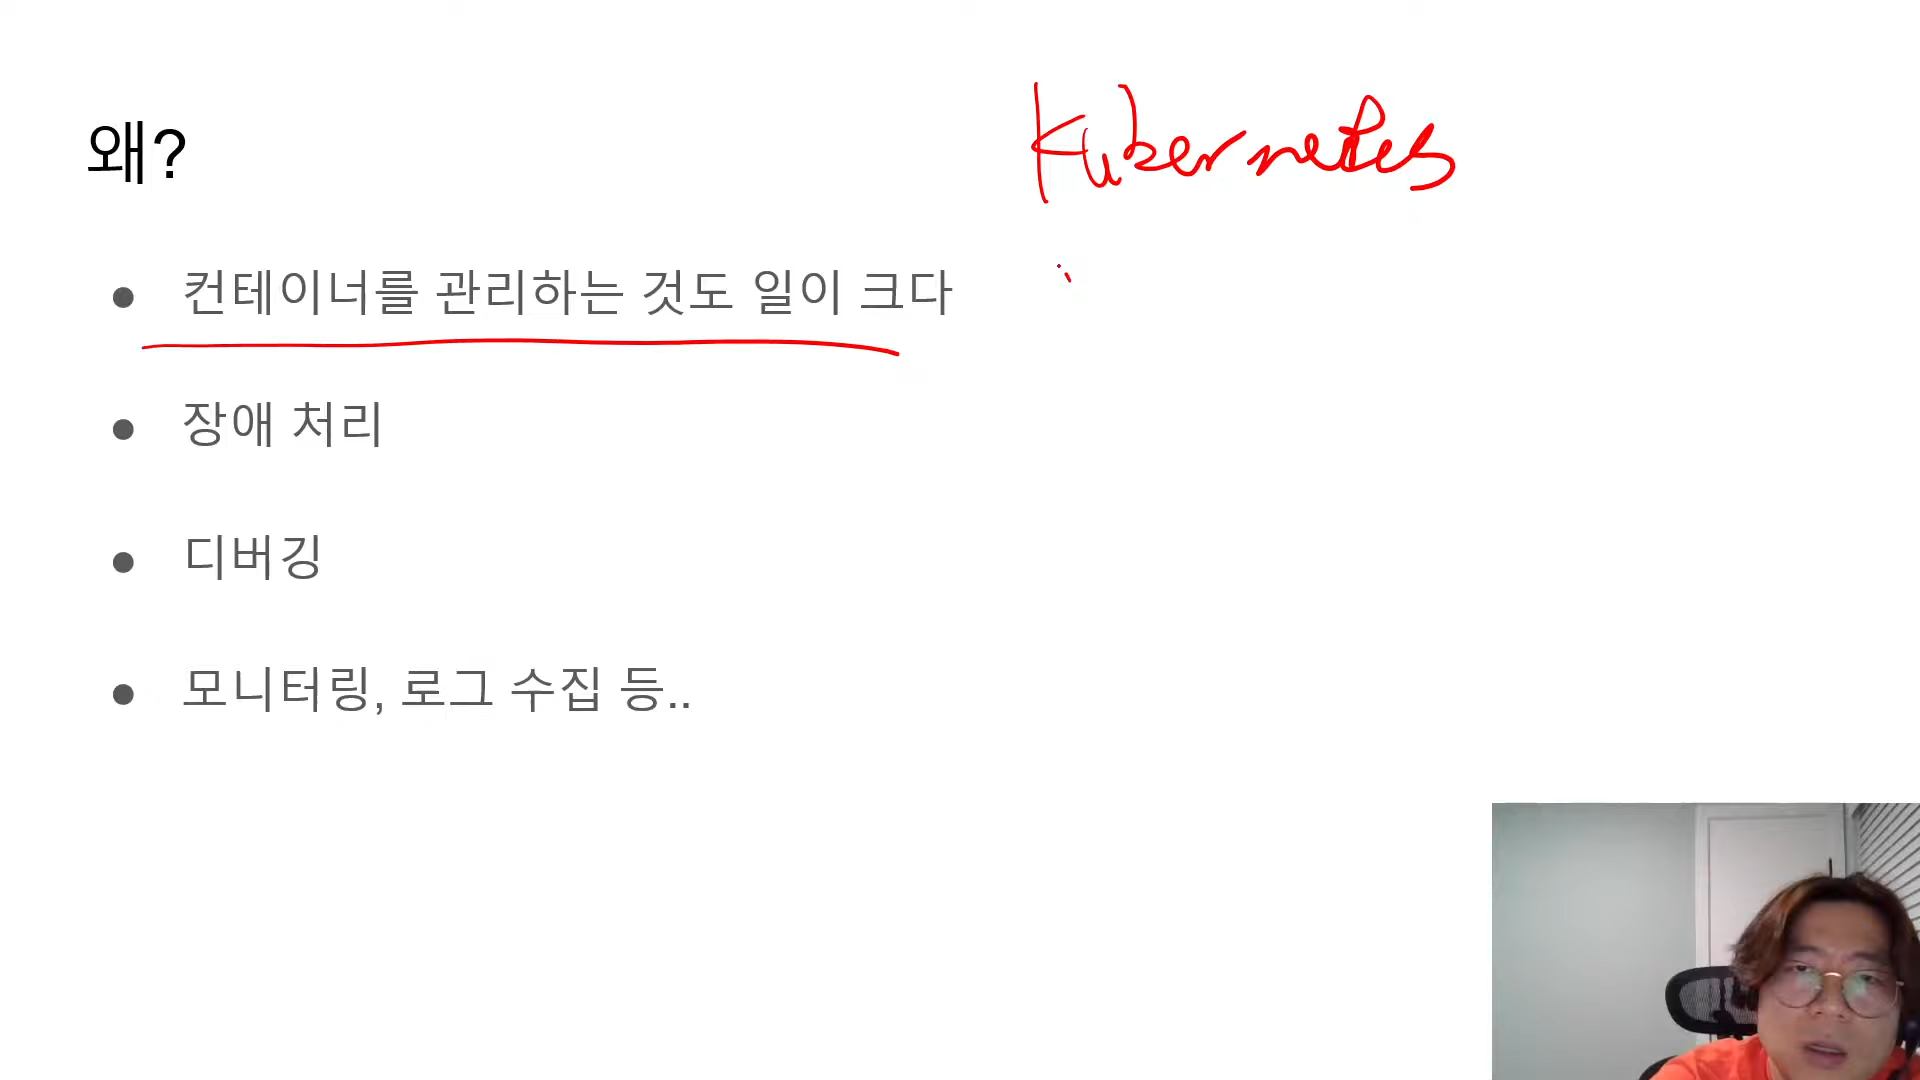 왜?
Kubernetes
컨테이너를 관리하는 것도 일이 크다
장애 처리
디버깅
모니터링, 로그 수집 등..